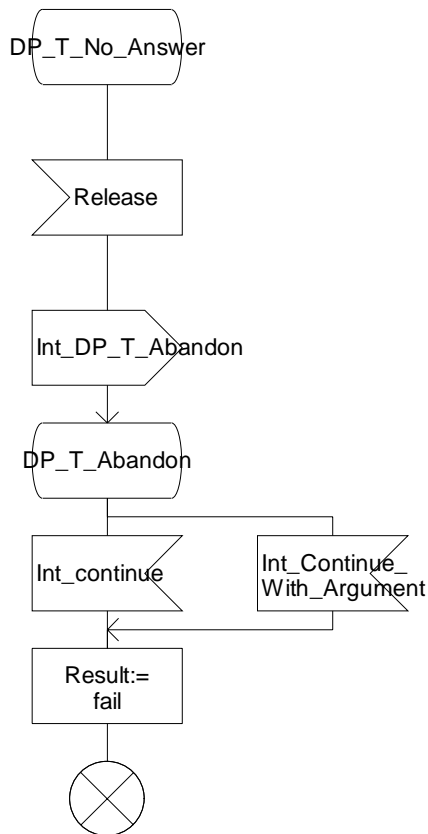 DP_T_No_Answer
Release
Int_DP_T_Abandon
DP_T_Abandon
Int_continue
Int_Continue_
With_Argument
Result:=
fail